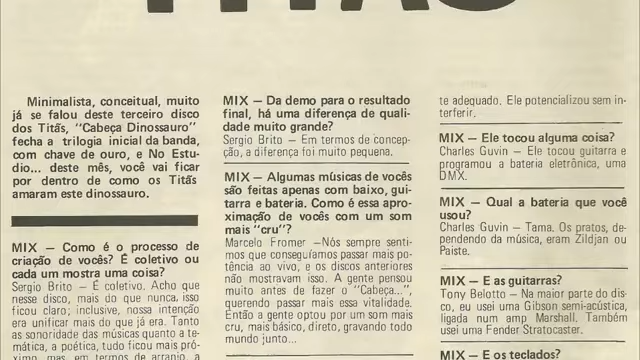 TITÃS
Minimalista, conceitual, muito
já se falou deste terceiro disco
dos Titãs, "Cabeça Dinossauro"
fecha a trilogia inicial da banda,
com chave de ouro, e No Estu-
dio... deste mês, você vai ficar
por dentro de como os Titãs
amaram este dinossauro.
MIX — Como é o processo de
criação de vocês? É coletivo ou
cada um mostra uma coisa?
Sergio Brito — É coletivo. Acho que
nesse disco, mais do que nunca, isso
ficou claro; inclusive, nossa intenção
era unificar mais do que já era. Tanto
as sonoridade das músicas quanto a te-
mática, a poética, tudo ficou mais pró-
ximo, mas, em termos de arranjo, a
MIX — Da demo para o resultado
final, há uma diferença de quali-
dade muito grande?
Sergio Brito — Em termos de concep-
ção, a diferença foi muito pequena.
MIX — Algumas músicas de vocês
são feitas apenas com baixo, gui-
tarra e bateria. Como é essa apro-
ximação de vocês com um som
mais "cru"?
Marcelo Fromer —Nós sempre senti-
mos que conseguíamos passar mais po-
tência ao vivo, e os discos anteriores
não mostravam isso. A gente pensou
muito antes de fazer o "Cabeça...",
querendo passar mais essa vitalidade.
Então a gente optou por um som mais
cru, mais básico, direto, gravando todo
mundo junto...
te adequado. Ele potencializou sem in-
terferir.
MIX — Ele tocou alguma coisa?
Charles Guvin — Ele tocou guitarra e
programou a bateria eletrônica, uma
DMX.
MIX — Qual a bateria que você
usou?
Charles Guvin — Tama. Os pratos, de-
pendendo da música, eram Zildjan ou
Paiste.
MIX — E as guitarras?
Tony Belotto — Na maior parte do dis-
co, eu usei uma Gibson semi-acústica,
ligada num amp Marshall. Também
usei uma Fender Stratocaster.
MIX — E os teclados?